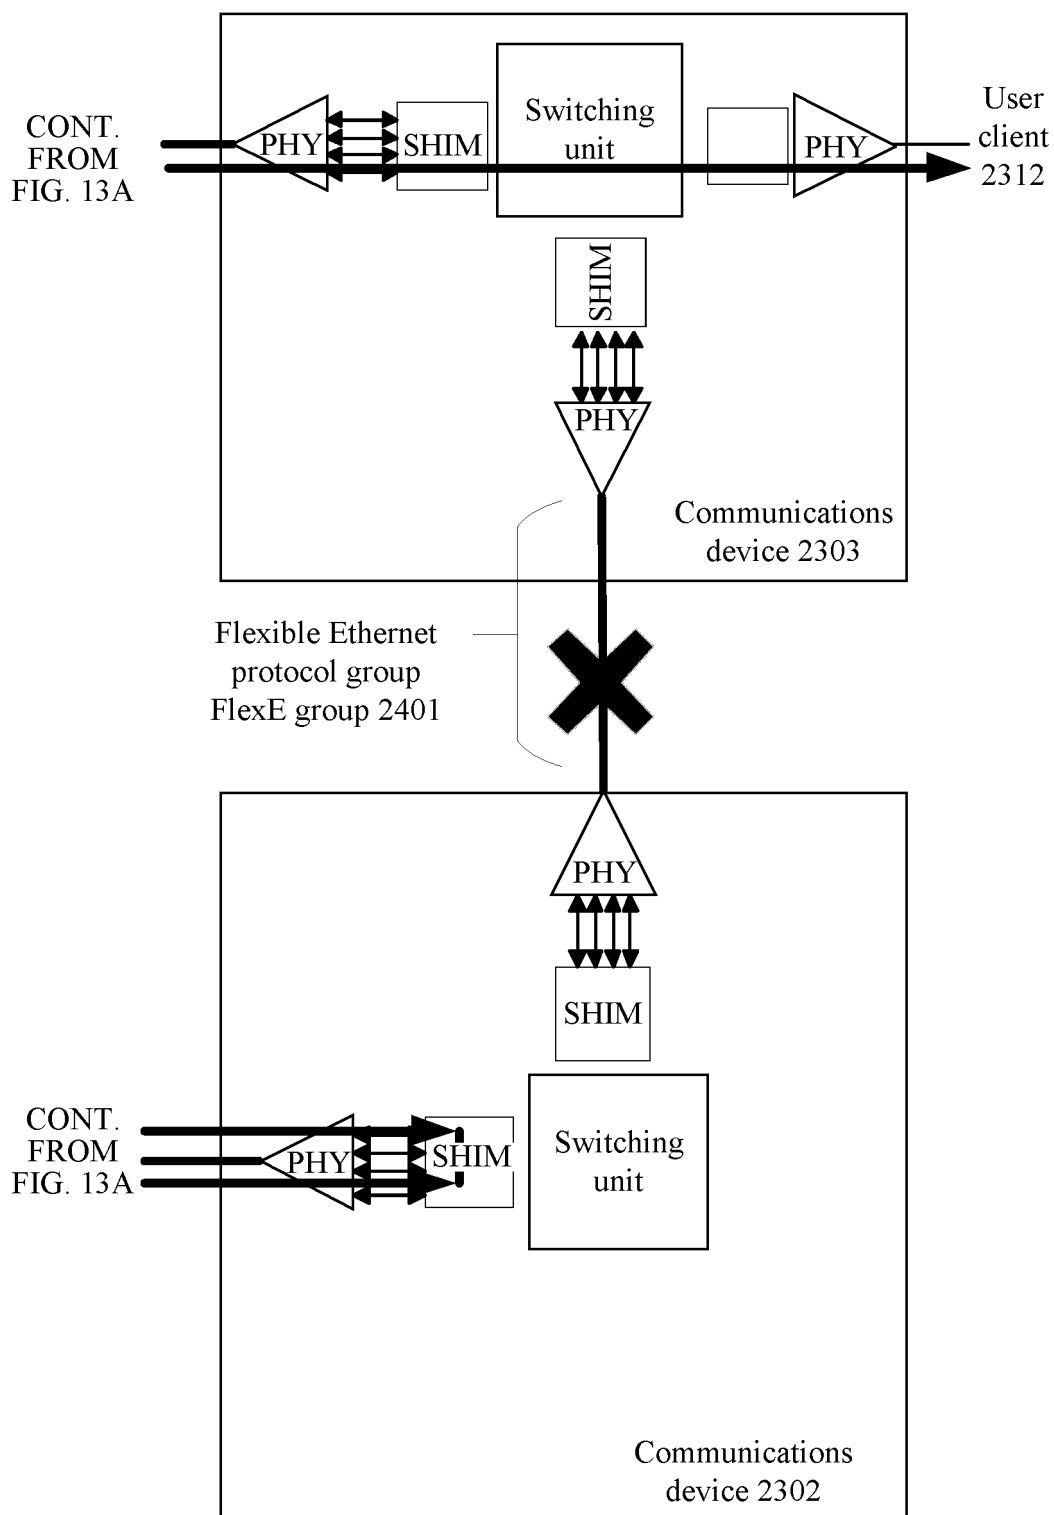 CONT.
FROM
FIG. 13A
PHY
SHIM
Switching
unit
PHY
User
client
2312
SHIM
PHY
Communications
device 2303
Flexible Ethernet
protocol group
FlexE group 2401
PHY
SHIM
CONT.
FROM
FIG. 13A
PHY
SHIM
Switching
unit
Communications
device 2302